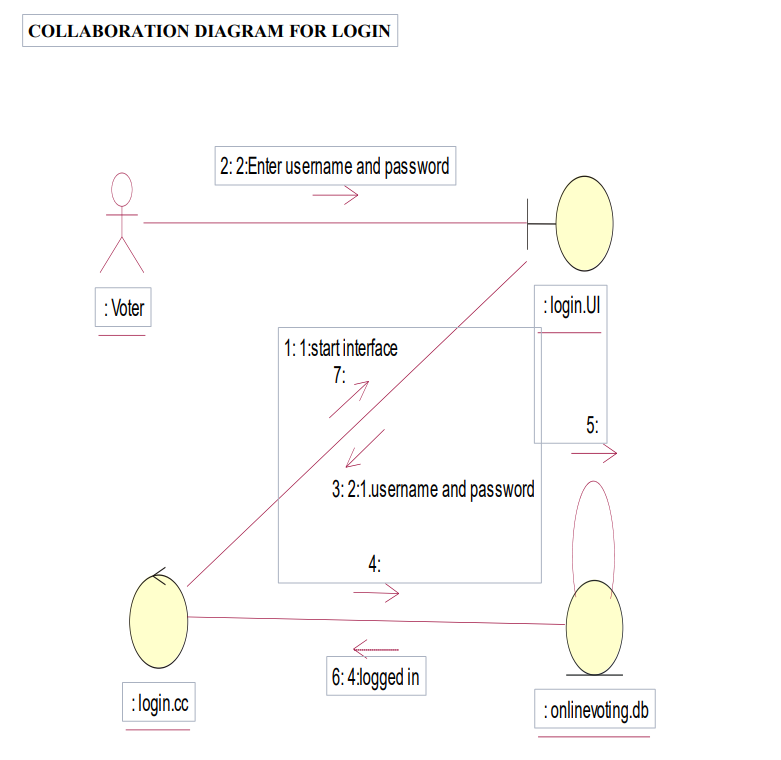 COLLABORATION DIAGRAM FOR LOGIN
2: 2:Enter username and password
: Voter
: login.UI
1: 1:start interface
7:
5:
3: 2:1.username and password
4:
6: 4:logged in
: login.cc
: onlinevoting.db